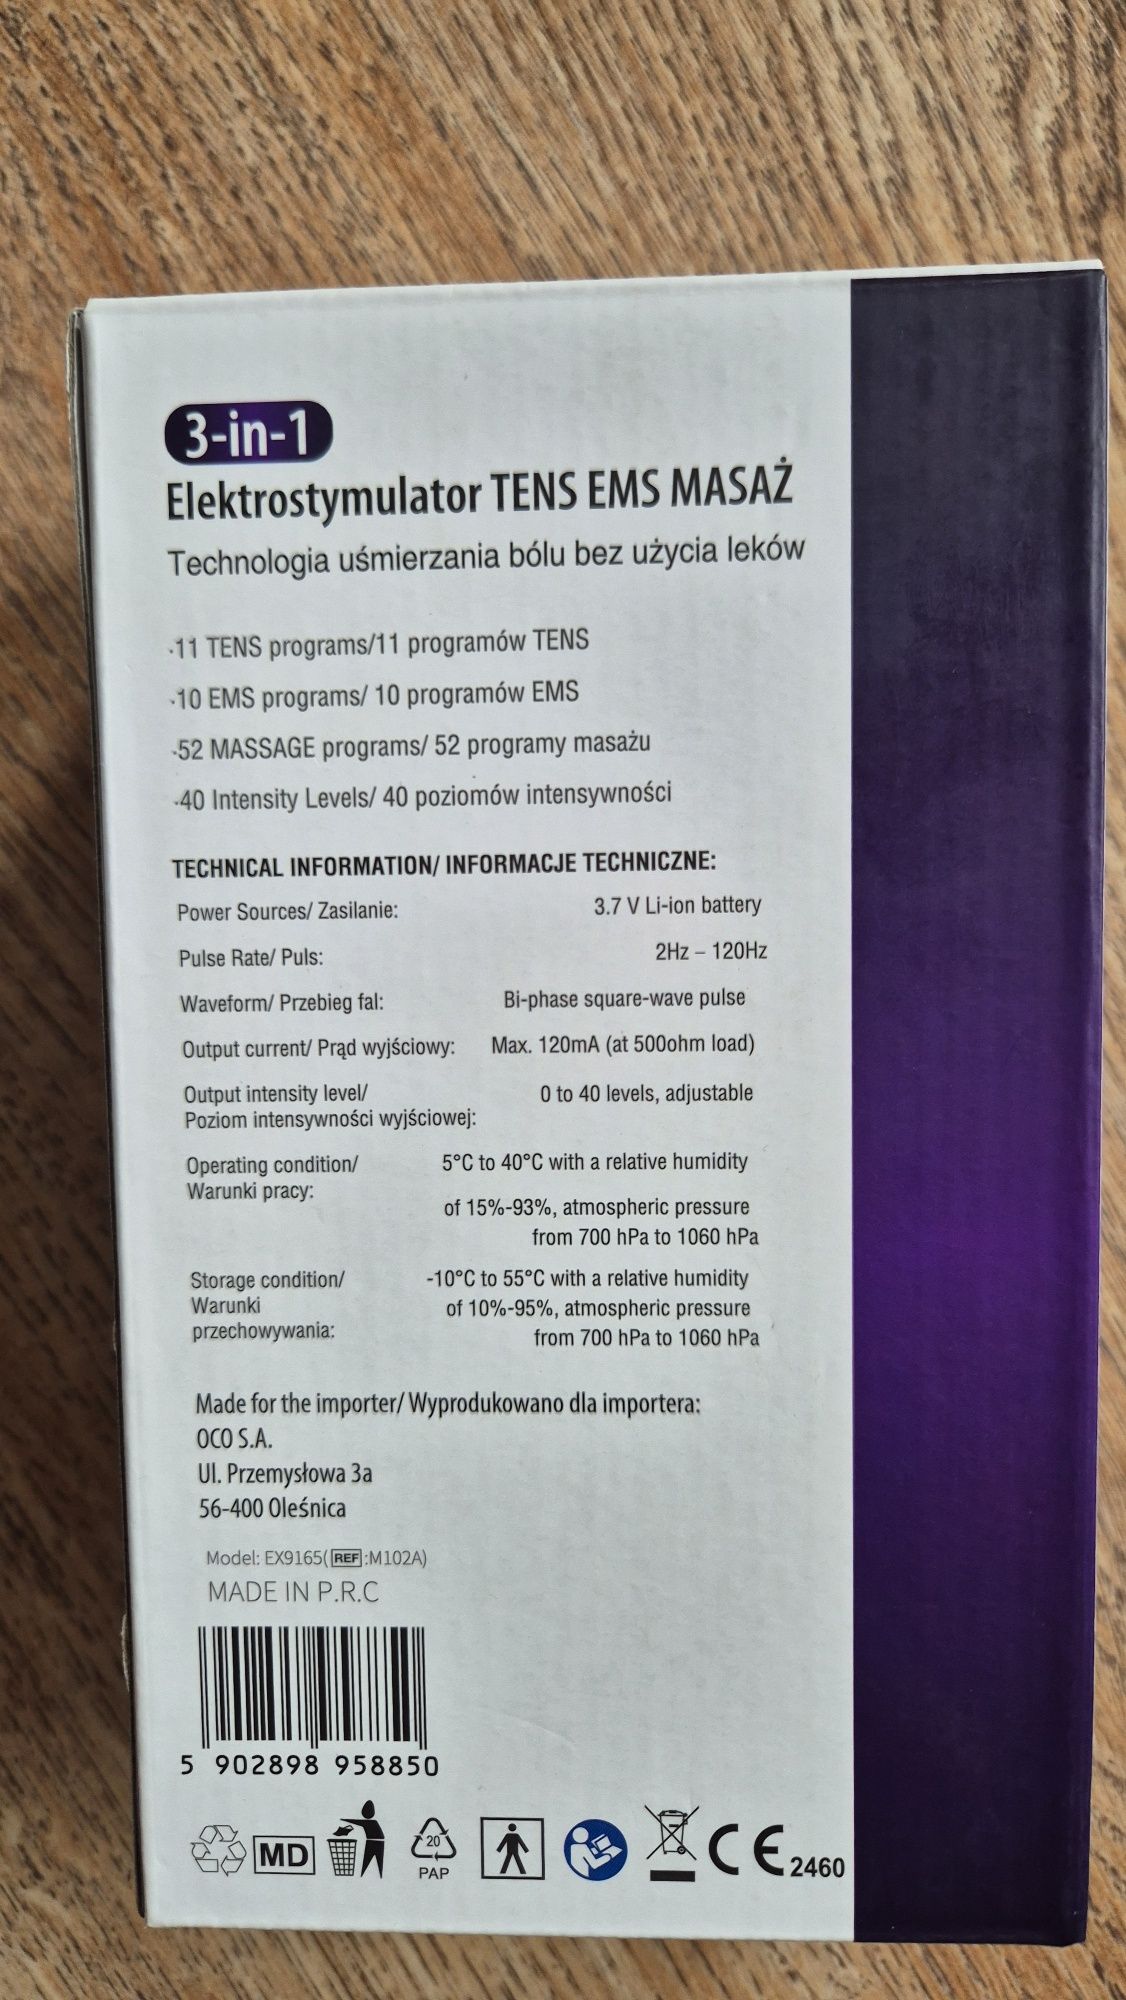 3-in-1
Elektrostymulator TENS EMS MASAŻ
Technologia uśmierzania bólu bez użycia leków
·11 TENS programs/11 programów TENS
·10 EMS programs/ 10 programów EMS
·52 MASSAGE programs/ 52 programy masażu
·40 Intensity Levels/ 40 poziomów intensywności
TECHNICAL INFORMATION/ INFORMACJE TECHNICZNE:
Power Sources/ Zasilanie: 3.7 V Li-ion battery
Pulse Rate/ Puls: 2Hz – 120Hz
Waveform/ Przebieg fal: Bi-phase square-wave pulse
Output current/ Prąd wyjściowy: Max. 120mA (at 500ohm load)
Output intensity level/ 0 to 40 levels, adjustable
Poziom intensywności wyjściowej:
Operating condition/ 5°C to 40°C with a relative humidity
Warunki pracy:
of 15%-93%, atmospheric pressure
from 700 hPa to 1060 hPa
Storage condition/ -10°C to 55°C with a relative humidity
Warunki of 10%-95%, atmospheric pressure
przechowywania: from 700 hPa to 1060 hPa
Made for the importer/ Wyprodukowano dla importera:
OCO S.A.
Ul. Przemysłowa 3a
56-400 Oleśnica
Model: EX9165(REF:M102A)
MADE IN P.R.C
5 902898 958850
MD
20
PAP
CE 2460